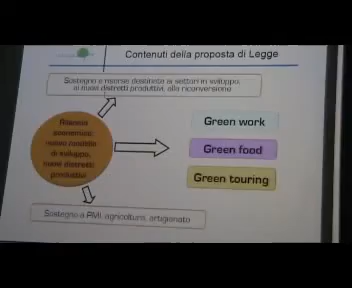 Contenuti della proposta di Legge
Sostegno e risorse destinate ai settori in sviluppo,
ai nuovi distretti produttivi, alla riconversione
Rilancio
economico:
nuovo modello
di sviluppo,
nuovi distretti
produttivi
Green work
Green food
Green touring
Sostegno a PMI, agricoltura, artigianato